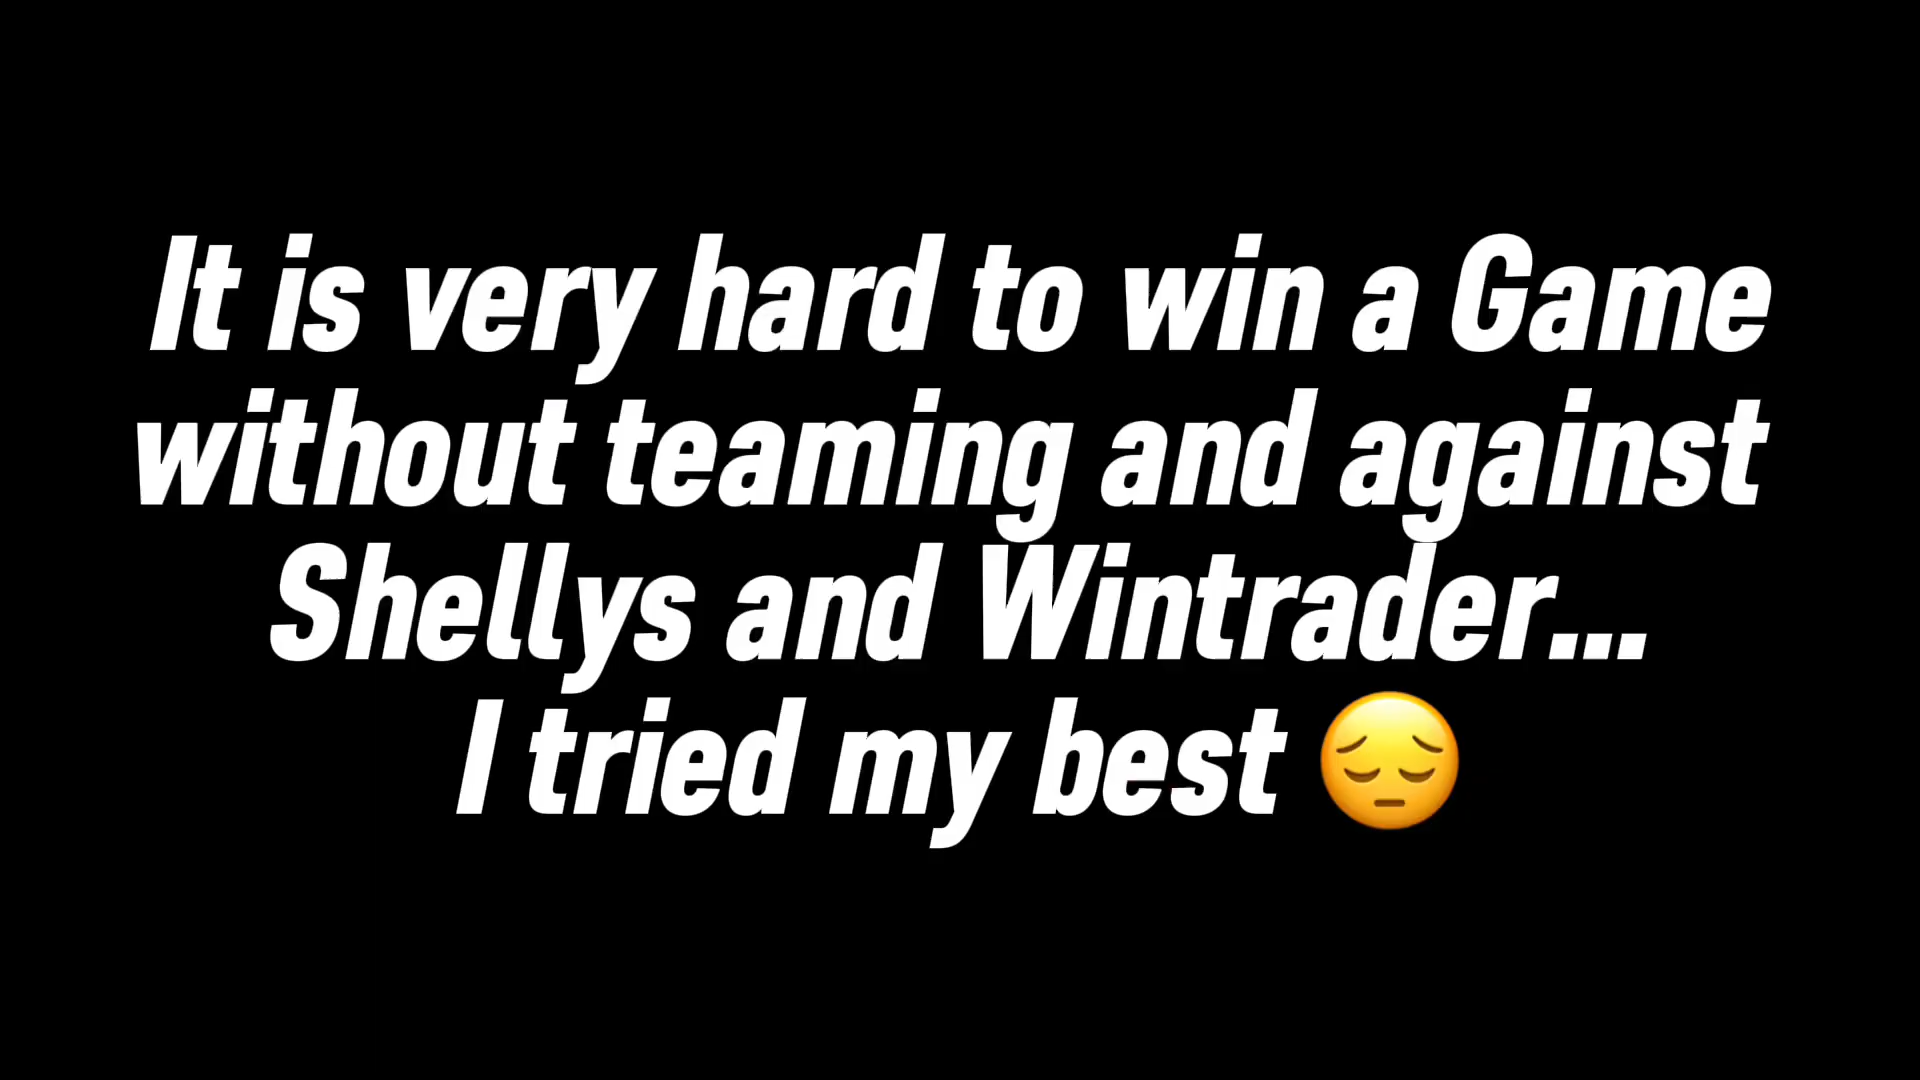 It is very hard to win a Game
without teaming and against
Shellys and Wintrader...
I tried my best 😔